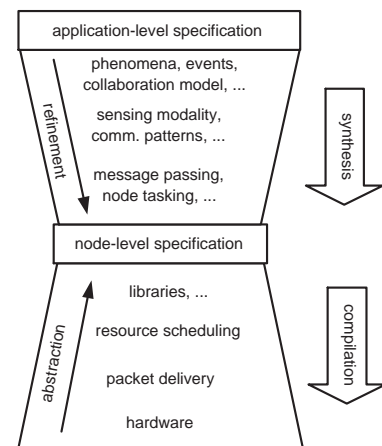 application-level specification
phenomena, events,
collaboration model, ...
sensing modality,
comm. patterns, ...
message passing,
node tasking, ...
refinement
synthesis
node-level specification
libraries, ...
resource scheduling
packet delivery
hardware
abstraction
compilation